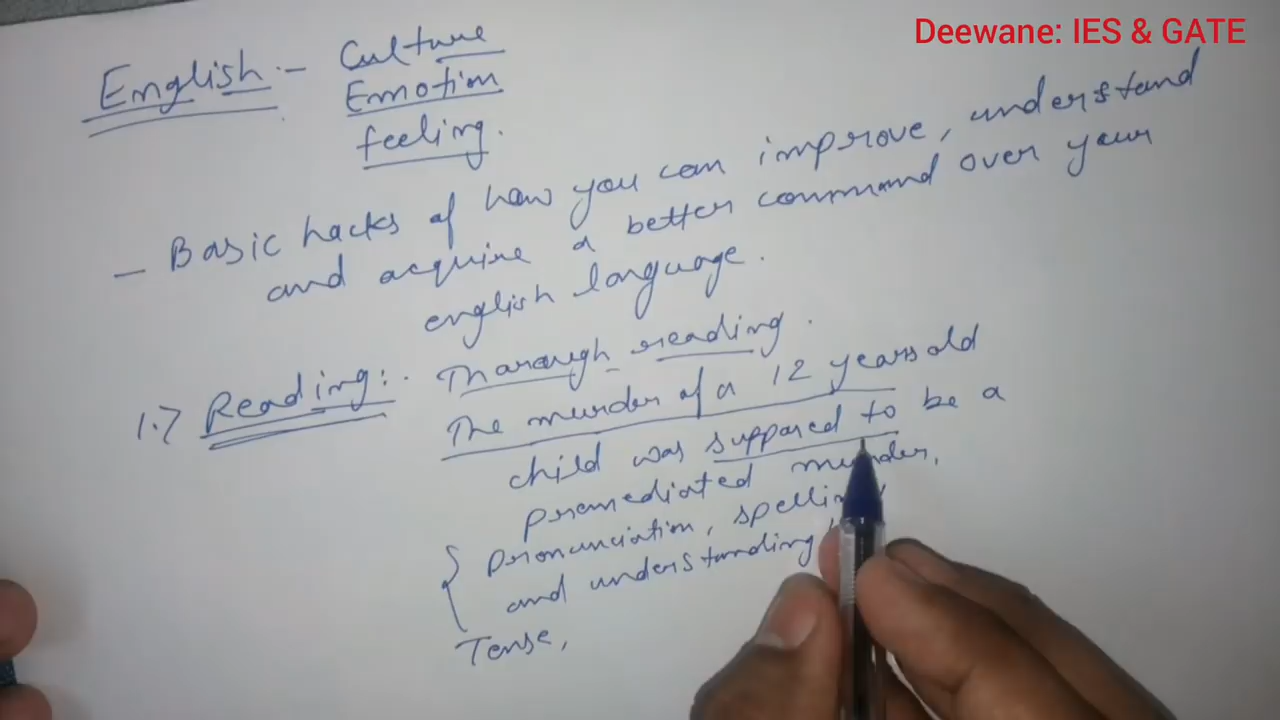 Deewane: IES & GATE
English :- Culture
Emotion
feeling.
- Basic hacks of how you can improve, understand
and acquire a better command over your
english language.
1.) Reading :- Thorough reading.
The murder of a 12 years old
child was supposed to be a
premediated murder,
pronunciation, spelling,
and understanding
Tense,